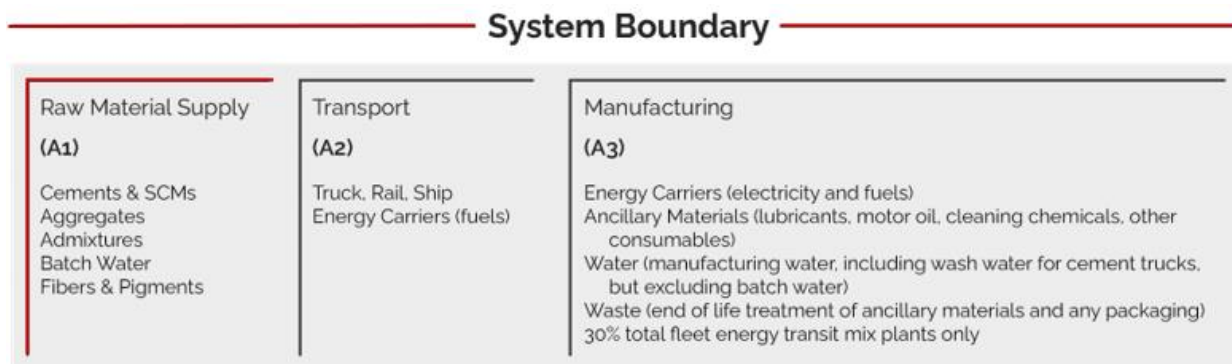 System Boundary
Raw Material Supply
(A1)
Cements & SCMs
Aggregates
Admixtures
Batch Water
Fibers & Pigments
Transport
(A2)
Truck, Rail, Ship
Energy Carriers (fuels)
Manufacturing
(A3)
Energy Carriers (electricity and fuels)
Ancillary Materials (lubricants, motor oil, cleaning chemicals, other
consumables)
Water (manufacturing water, including wash water for cement trucks,
but excluding batch water)
Waste (end of life treatment of ancillary materials and any packaging)
30% total fleet energy transit mix plants only